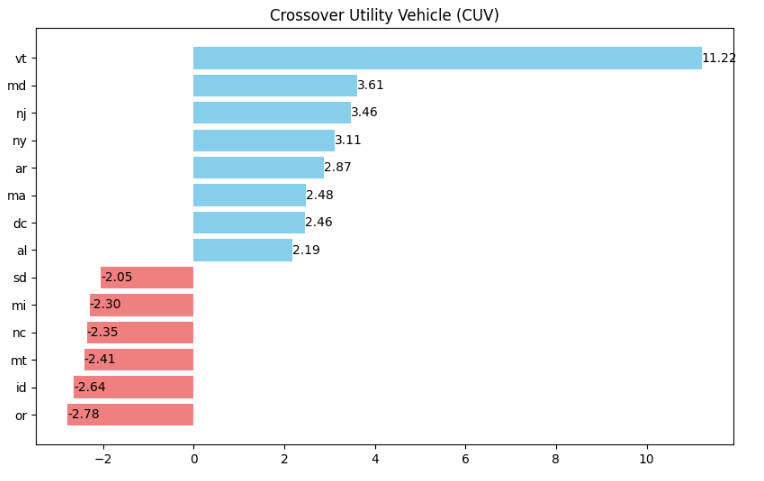 Crossover Utility Vehicle (CUV)
vt 11.22
md 3.61
nj 3.46
ny 3.11
ar 2.87
ma 2.48
dc 2.46
al 2.19
sd -2.05
mi -2.30
nc -2.35
mt -2.41
id -2.64
or -2.78
−2 0 2 4 6 8 10